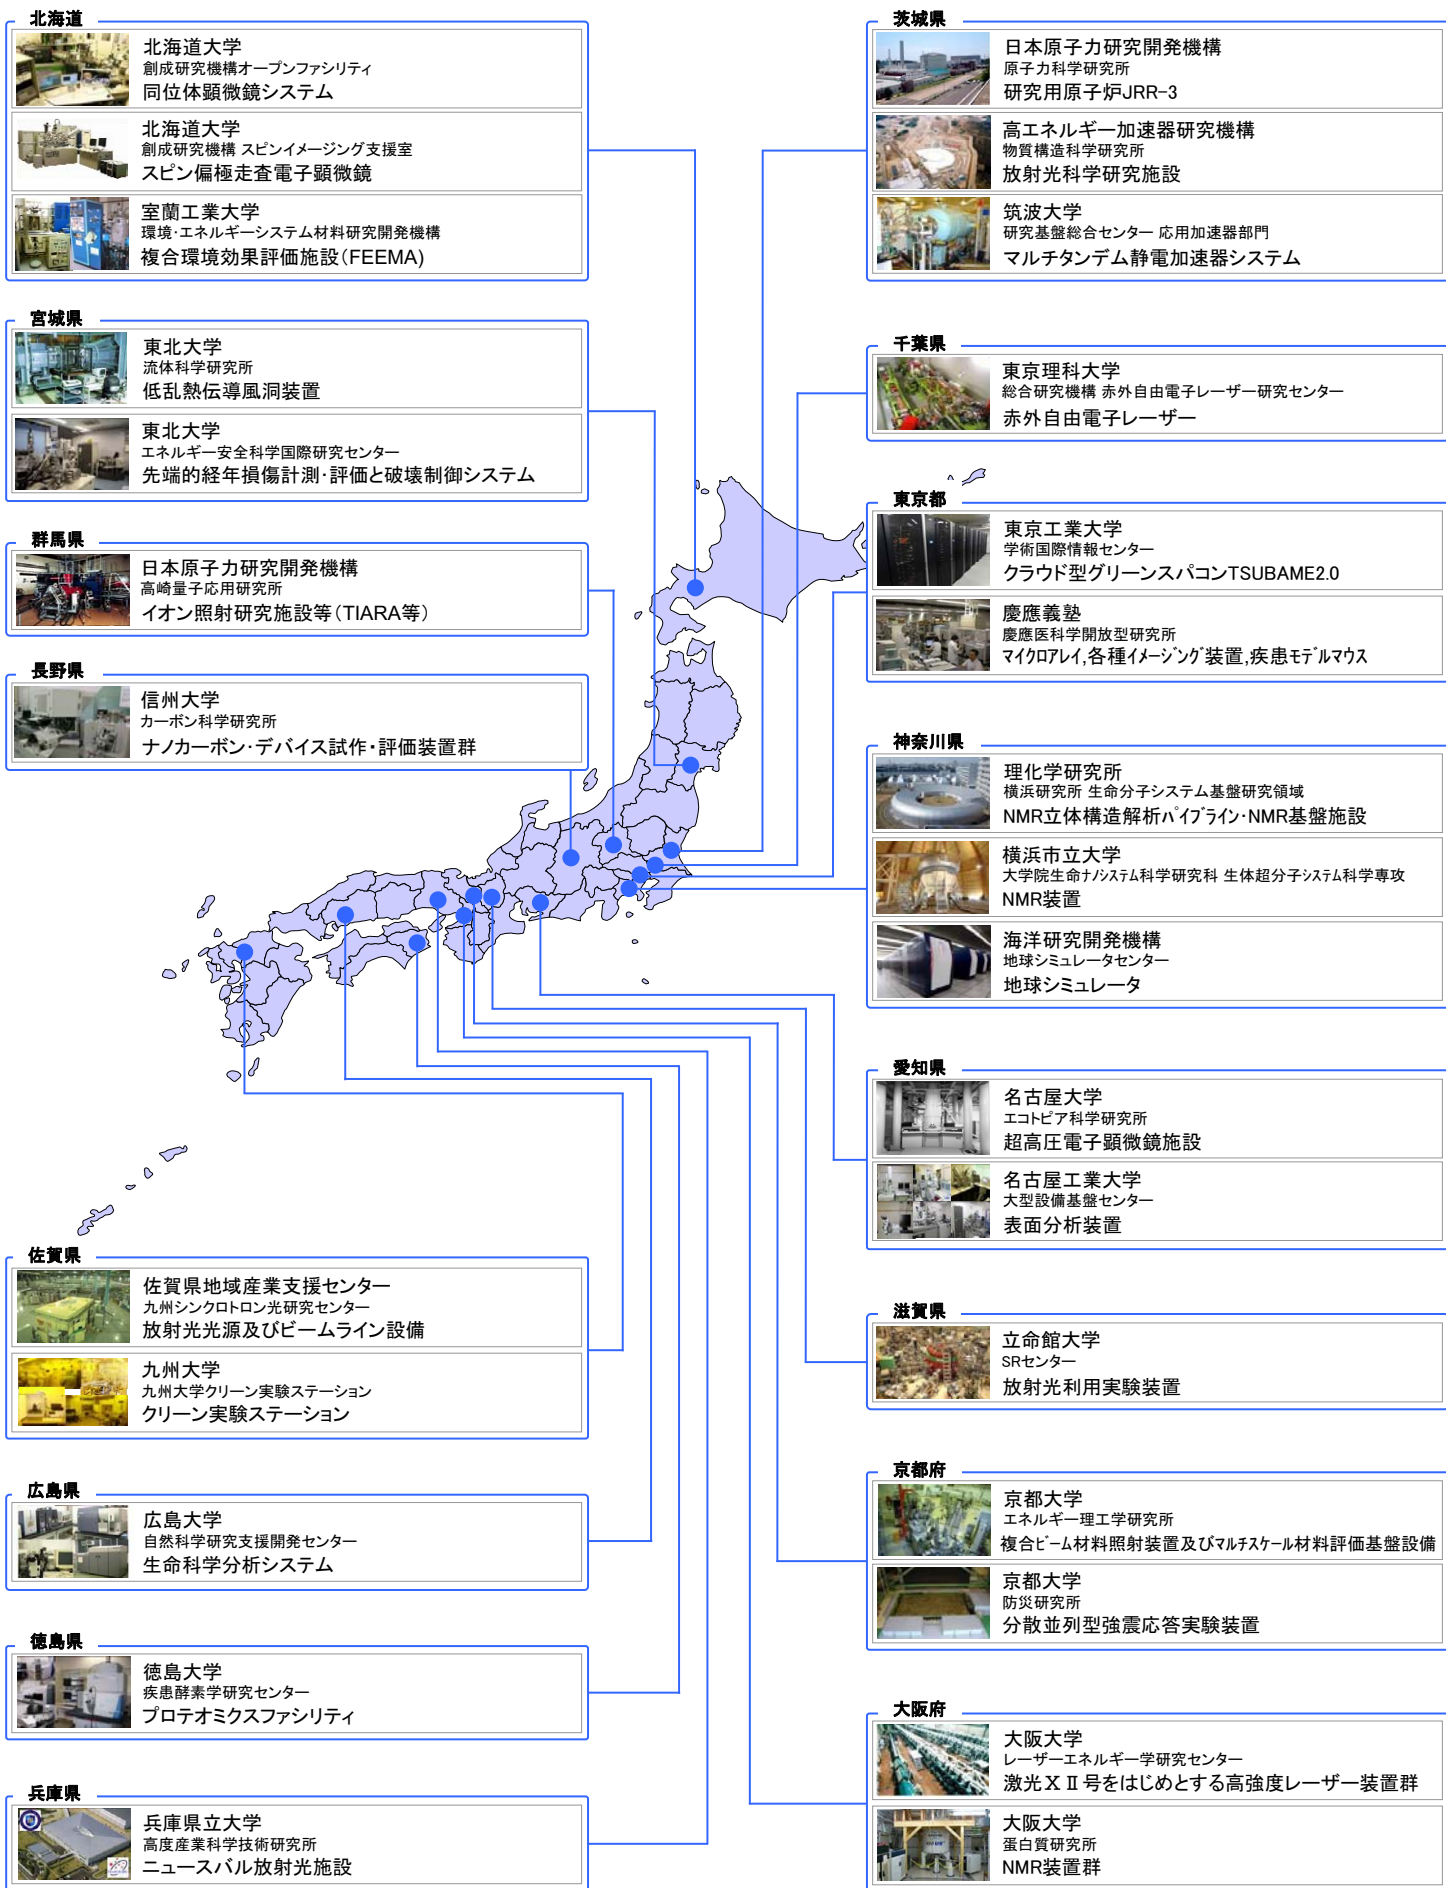 北海道
北海道大学
創成研究機構オープンファシリティ
同位体顕微鏡システム
北海道大学
創成研究機構 スピンイメージング支援室
スピン偏極走査電子顕微鏡
室蘭工業大学
環境・エネルギーシステム材料研究開発機構
複合環境効果評価施設(FEEMA)
宮城県
東北大学
流体科学研究所
低乱熱伝導風洞装置
東北大学
エネルギー安全科学国際研究センター
先端的経年損傷計測・評価と破壊制御システム
群馬県
日本原子力研究開発機構
高崎量子応用研究所
イオン照射研究施設等(TIARA等)
長野県
信州大学
カーボン科学研究所
ナノカーボン・デバイス試作・評価装置群
佐賀県
佐賀県地域産業支援センター
九州シンクロトロン光研究センター
放射光光源及びビームライン設備
九州大学
九州大学クリーン実験ステーション
クリーン実験ステーション
広島県
広島大学
自然科学研究支援開発センター
生命科学分析システム
徳島県
徳島大学
疾患酵素学研究センター
プロテオミクスファシリティ
兵庫県
兵庫県立大学
高度産業科学技術研究所
ニュースバル放射光施設
茨城県
日本原子力研究開発機構
原子力科学研究所
研究用原子炉JRR-3
高エネルギー加速器研究機構
物質構造科学研究所
放射光科学研究施設
筑波大学
研究基盤総合センター 応用加速器部門
マルチタンデム静電加速器システム
千葉県
東京理科大学
総合研究機構 赤外自由電子レーザー研究センター
赤外自由電子レーザー
東京都
東京工業大学
学術国際情報センター
クラウド型グリーンスパコンTSUBAME2.0
慶應義塾
慶應医科学開放型研究所
マイクロアレイ,各種イメージング装置,疾患モデルマウス
神奈川県
理化学研究所
横浜研究所 生命分子システム基盤研究領域
NMR立体構造解析パイプライン・NMR基盤施設
横浜市立大学
大学院生命ナノシステム科学研究科 生体超分子システム科学専攻
NMR装置
海洋研究開発機構
地球シミュレータセンター
地球シミュレータ
愛知県
名古屋大学
エコトピア科学研究所
超高圧電子顕微鏡施設
名古屋工業大学
大型設備基盤センター
表面分析装置
滋賀県
立命館大学
SRセンター
放射光利用実験装置
京都府
京都大学
エネルギー理工学研究所
複合ビーム材料照射装置及びマルチスケール材料評価基盤設備
京都大学
防災研究所
分散並列型強震応答実験装置
大阪府
大阪大学
レーザーエネルギー学研究センター
激光ⅩⅡ号をはじめとする高強度レーザー装置群
大阪大学
蛋白質研究所
NMR装置群